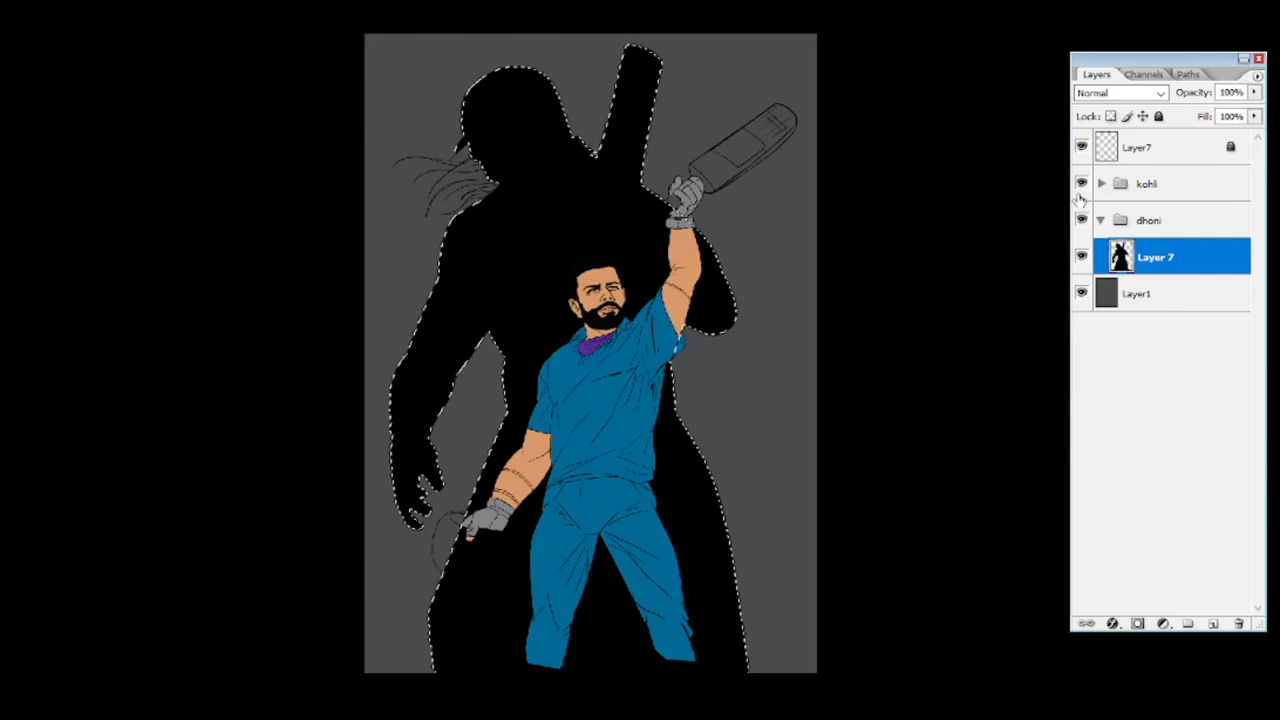 Layers Channels Paths
Normal Opacity: 100%
Lock: Fill: 100%
Layer7
kohli
dhoni
Layer 7
Layer1